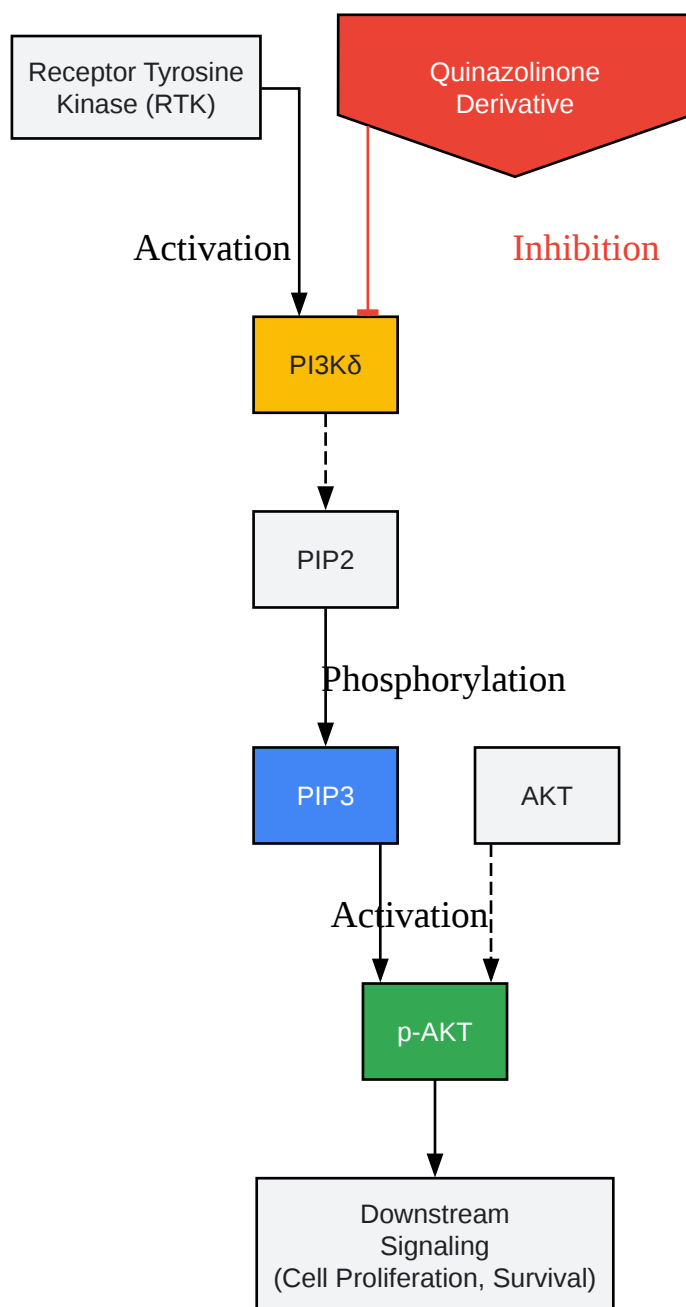 Receptor Tyrosine
Kinase (RTK)
Quinazolinone
Derivative
Activation
Inhibition
PI3Kδ
PIP2
Phosphorylation
PIP3
AKT
Activation
p-AKT
Downstream
Signaling
(Cell Proliferation, Survival)